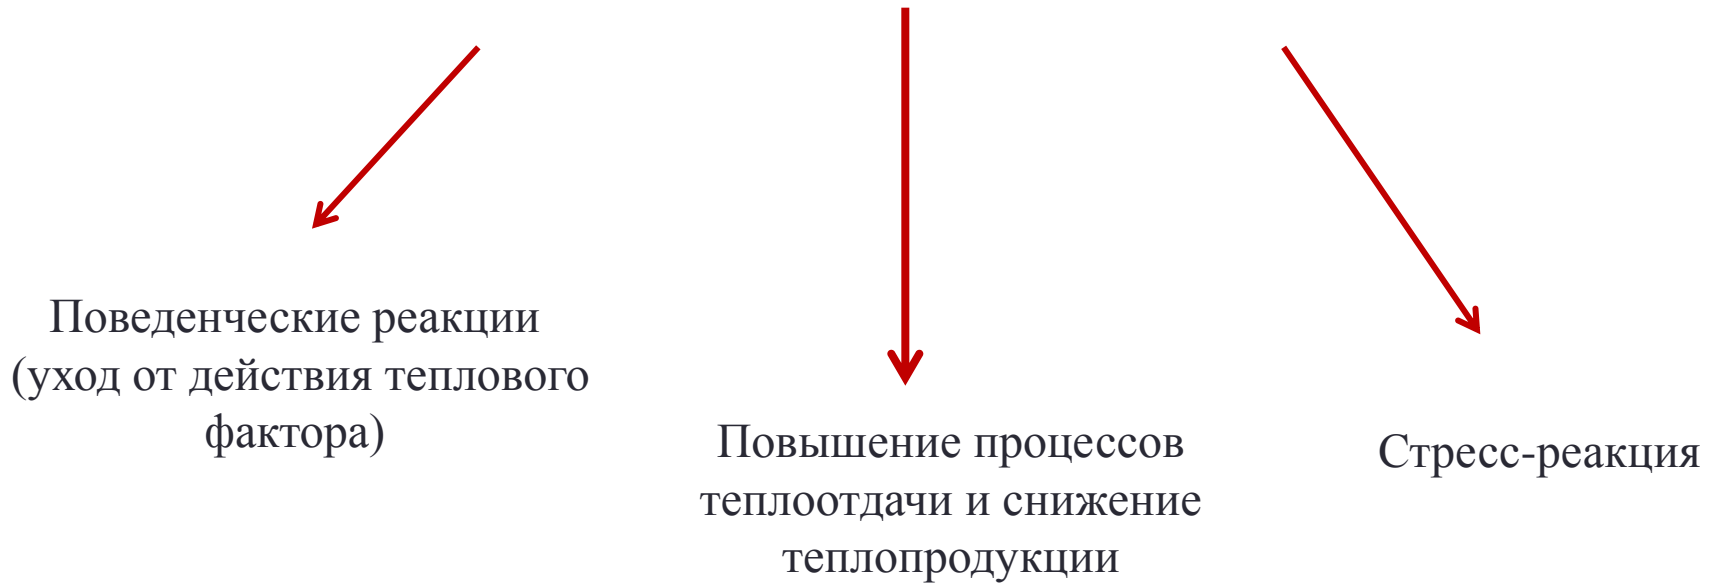 Поведенческие реакции
(уход от действия теплового
фактора)
Повышение процессов
теплоотдачи и снижение
теплопродукции
Стресс-реакция